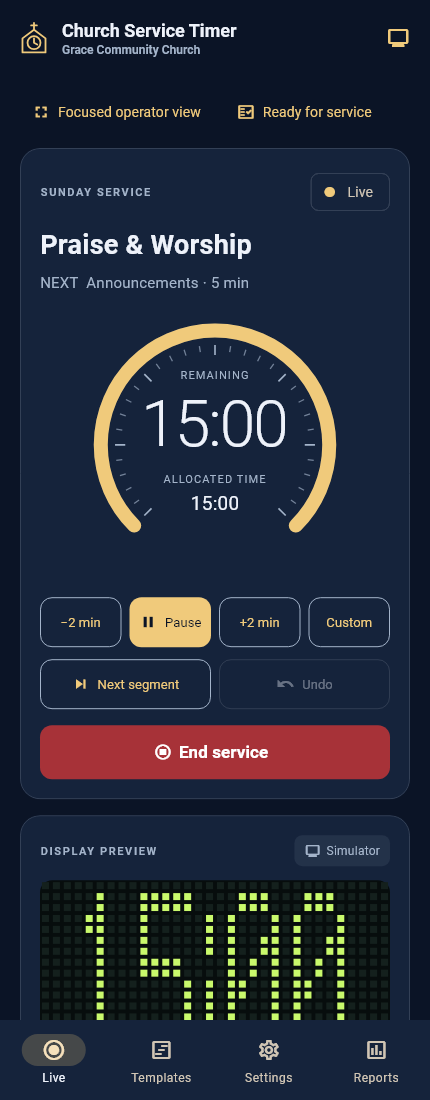 Church Service Timer
Grace Community Church
Focused operator view
Ready for service
SUNDAY SERVICE
Live
Praise & Worship
NEXT Announcements · 5 min
REMAINING
15:00
ALLOCATED TIME
15:00
−2 min
Pause
+2 min
Custom
Next segment
Undo
End service
DISPLAY PREVIEW
Simulator
15:00
Live
Templates
Settings
Reports